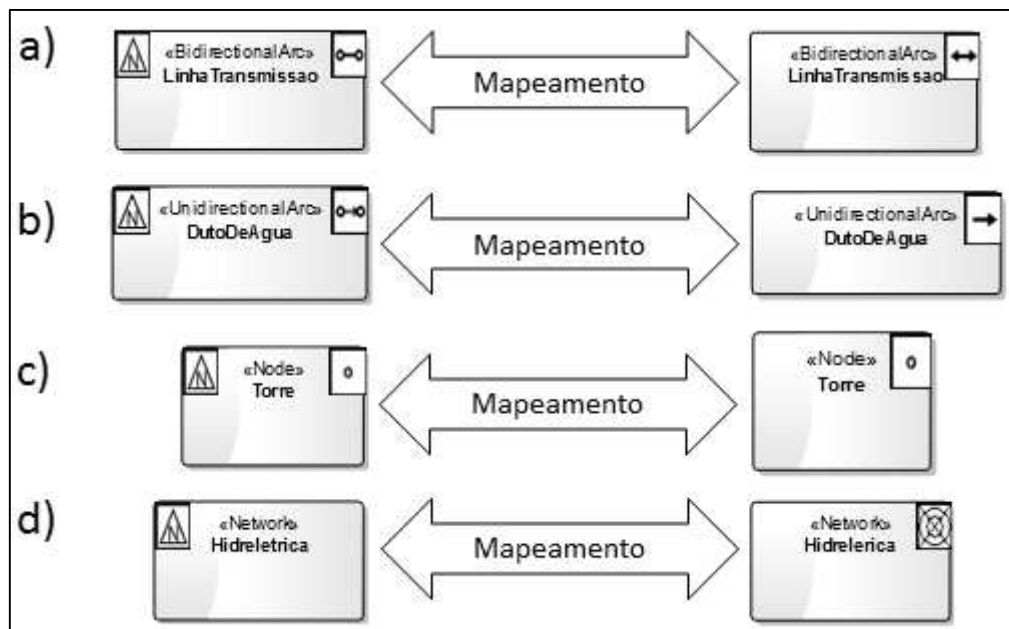 a)
«BidirectionalArc»
LinhaTransmissao
Mapeamento
«BidirectionalArc»
LinhaTransmissao
b)
«UnidirectionalArc»
DutoDeAgua
Mapeamento
«UnidirectionalArc»
DutoDeAgua
c)
«Node»
Torre
Mapeamento
«Node»
Torre
d)
«Network»
Hidreletrica
Mapeamento
«Network»
Hidrelerica